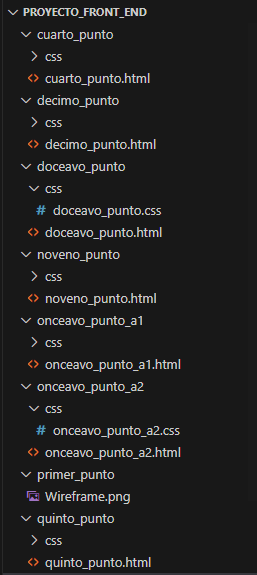 PROYECTO_FRONT_END
cuarto_punto
css
cuarto_punto.html
decimo_punto
css
decimo_punto.html
doceavo_punto
css
# doceavo_punto.css
doceavo_punto.html
noveno_punto
css
noveno_punto.html
onceavo_punto_a1
css
onceavo_punto_a1.html
onceavo_punto_a2
css
# onceavo_punto_a2.css
onceavo_punto_a2.html
primer_punto
Wireframe.png
quinto_punto
css
quinto_punto.html